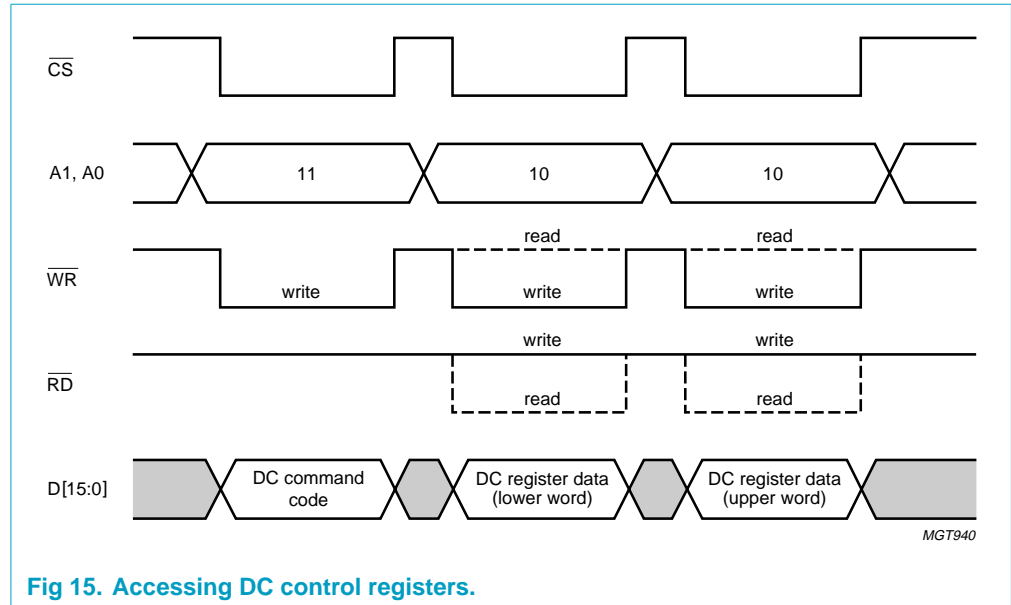 CS
A1, A0
11
10
10
read
read
WR
write
write
write
write
write
RD
read
read
D[15:0]
DC command
code
DC register data
(lower word)
DC register data
(upper word)
MGT940
Fig 15. Accessing DC control registers.